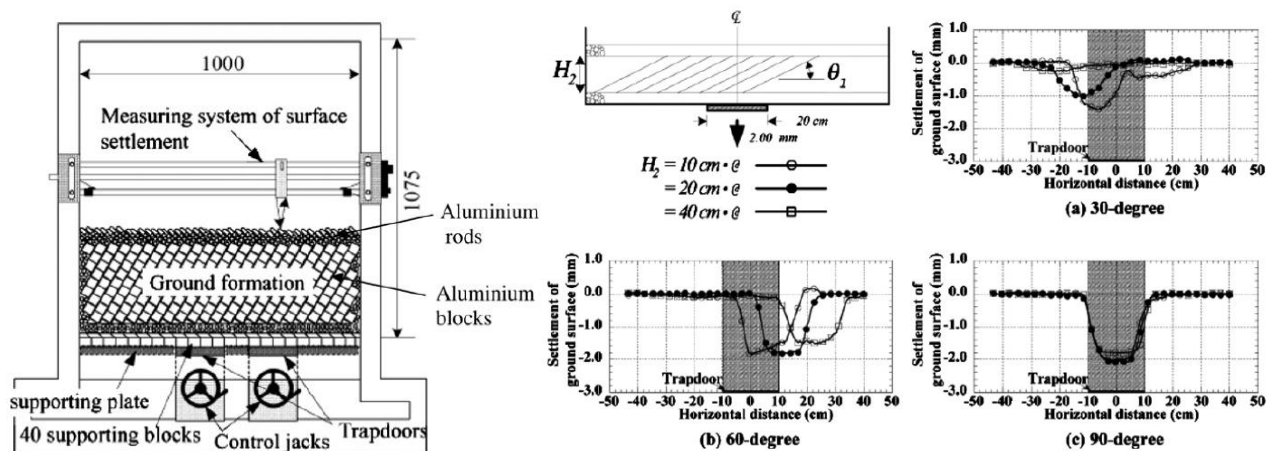 1000
Measuring system of surface
settlement
1075
Aluminium
rods
Ground formation
Aluminium
blocks
supporting plate
40 supporting blocks
Control jacks
Trapdoors
℄
H2
θ1
20 cm
2.00 mm
H2 = 10 cm・@
= 20 cm・@
= 40 cm・@
Settlement of
ground surface (mm)
1.0
0.0
-1.0
-2.0
-3.0
Trapdoor
-50 -40 -30 -20 -10 0 10 20 30 40 50
Horizontal distance (cm)
(a) 30-degree
Settlement of
ground surface (mm)
1.0
0.0
-1.0
-2.0
-3.0
Trapdoor
-50 -40 -30 -20 -10 0 10 20 30 40 50
Horizontal distance (cm)
(b) 60-degree
Settlement of
ground surface (mm)
1.0
0.0
-1.0
-2.0
-3.0
Trapdoor
-50 -40 -30 -20 -10 0 10 20 30 40 50
Horizontal distance (cm)
(c) 90-degree